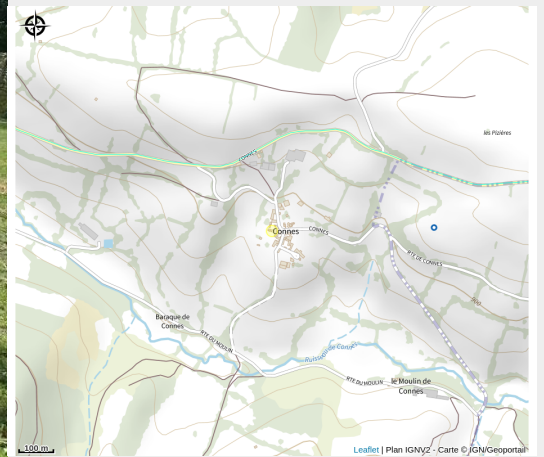 lés Pizières
CONNES
Connes
CONNES
RTE DE CONNES
Baraque de
Connes
RTE DU MOULIN
Ruisseau de Connes
RTE DU MOULIN
le Moulin de
Connes
100 m
Leaflet | Plan IGNV2 - Carte © IGN/Geoportail